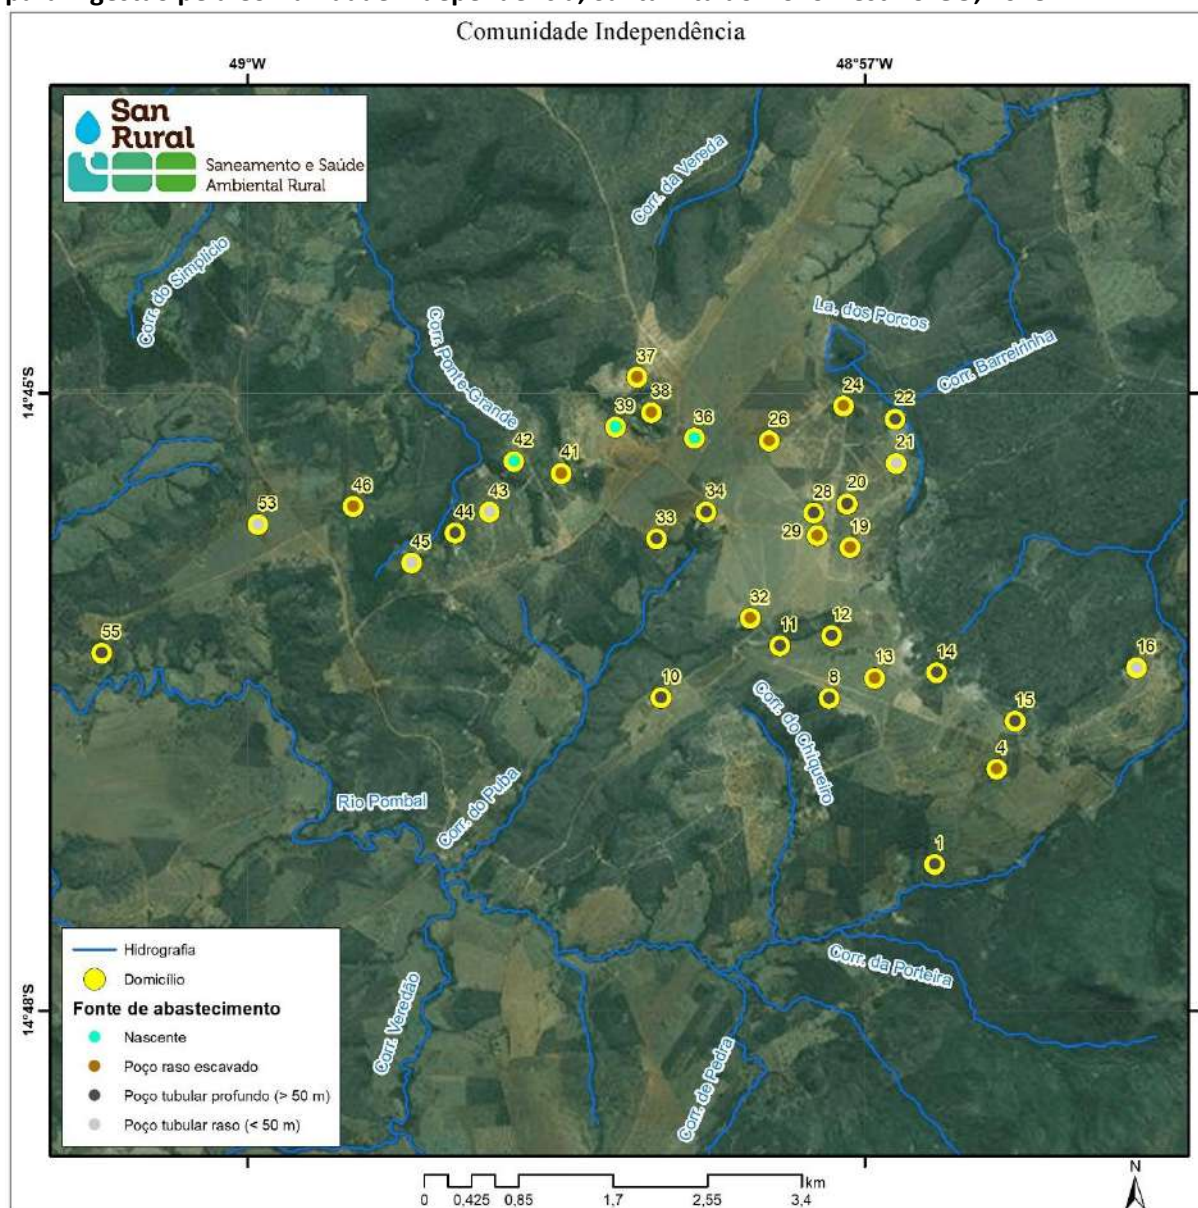 Comunidade Independência
49°W
48°57'W
San
Rural
Saneamento e Saúde
Ambiental Rural
Corr. da Vereda
Corr. do Simplício
La. dos Porcos
Corr. Ponte-Grande
Corr. Barreirinha
14°45'S
37
38
39
36
26
24
22
42
41
21
46
43
34
28
20
53
44
33
29
19
45
32
12
11
55
10
8
13
14
16
15
4
Corr. do Chiqueiro
Rio Pombal
Corr. do Puba
1
Corr. da Porteira
Corr. Veredão
Corr. de Pedra
14°48'S
Hidrografia
Domicílio
Fonte de abastecimento
Nascente
Poço raso escavado
Poço tubular profundo (> 50 m)
Poço tubular raso (< 50 m)
km
0 0,425 0,85 1,7 2,55 3,4
N